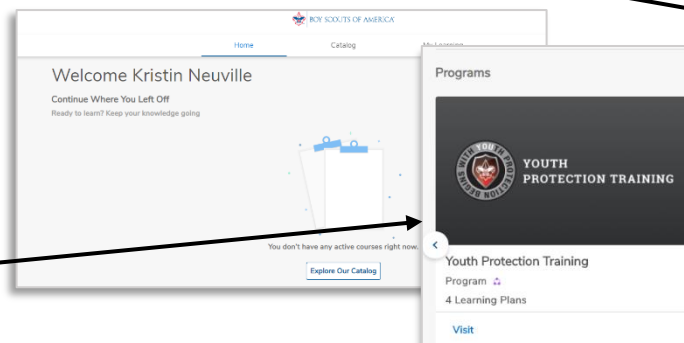 BOY SCOUTS OF AMERICA
Home Catalog My Learning
Welcome Kristin Neuville
Continue Where You Left Off
Ready to learn? Keep your knowledge going
You don't have any active courses right now.
Explore Our Catalog
Programs
YOUTH
PROTECTION TRAINING
Youth Protection Training
Program
4 Learning Plans
Visit